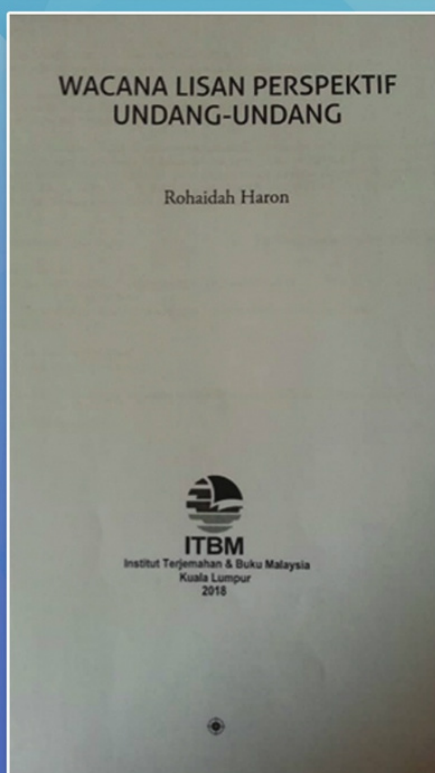 WACANA LISAN PERSPEKTIF
UNDANG-UNDANG
Rohaidah Haron
ITBM
Institut Terjemahan & Buku Malaysia
Kuala Lumpur
2018